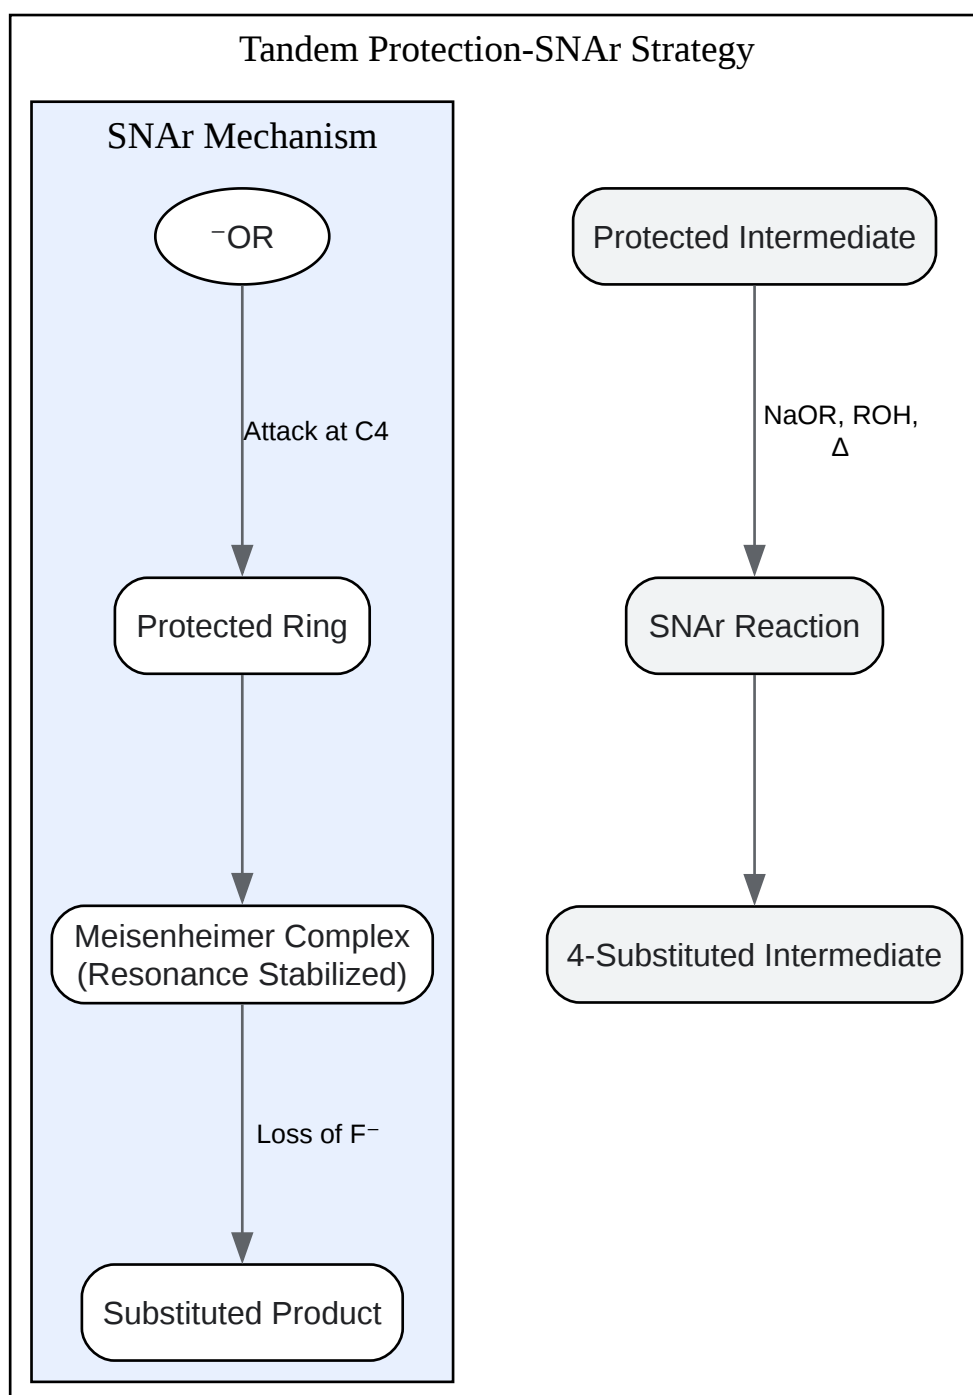 Tandem Protection-SNAr Strategy
SNAr Mechanism
⁻OR
Attack at C4
Protected Ring
Meisenheimer Complex
(Resonance Stabilized)
Loss of F⁻
Substituted Product
Protected Intermediate
NaOR, ROH,
Δ
SNAr Reaction
4-Substituted Intermediate